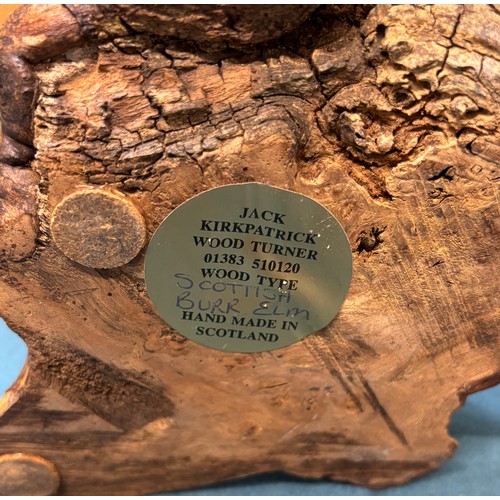 JACK
KIRKPATRICK
WOOD TURNER
01383 510120
WOOD TYPE
SCOTTISH
BURR ELM
HAND MADE IN
SCOTLAND